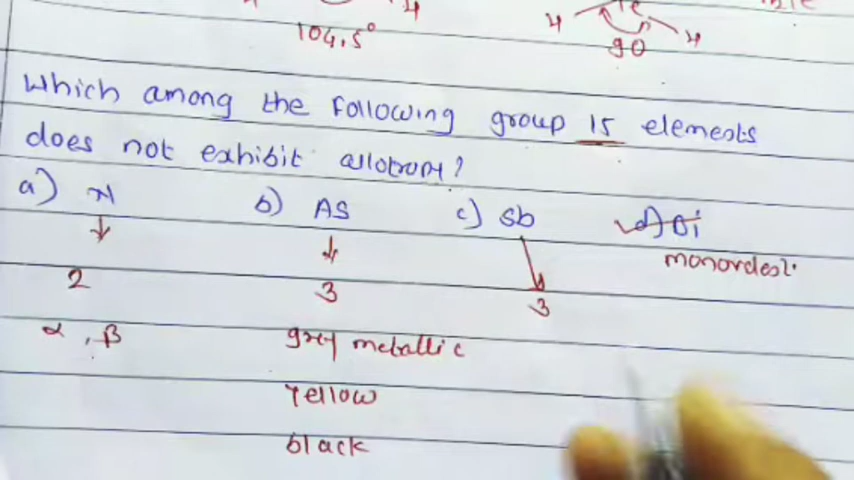 104.5°
90
Which among the following group 15 elements
does not exhibit allotropy?
a) N b) AS c) Sb d) Bi
2 3 3
α, β grey metallic
Yellow
black